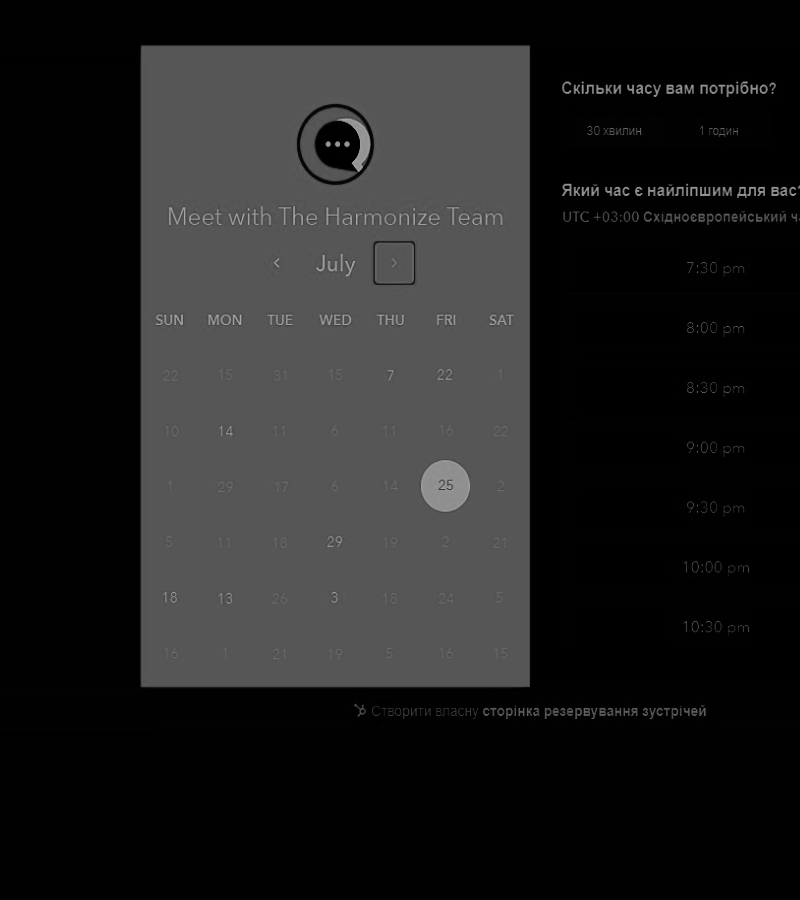 Meet with The Harmonize Team
July
SUN MON TUE WED THU FRI SAT
22 15 31 15 7 22 1
10 14 11 6 11 16 22
1 29 17 6 14 25 2
5 11 18 29 19 2 21
18 13 26 3 18 24 5
16 1 21 19 5 16 15
Скільки часу вам потрібно?
30 хвилин 1 годин
Який час є найліпшим для вас?
UTC +03:00 Східноєвропейський
7:30 pm
8:00 pm
8:30 pm
9:00 pm
9:30 pm
10:00 pm
10:30 pm
Створити власну сторінка резервування зустрічей